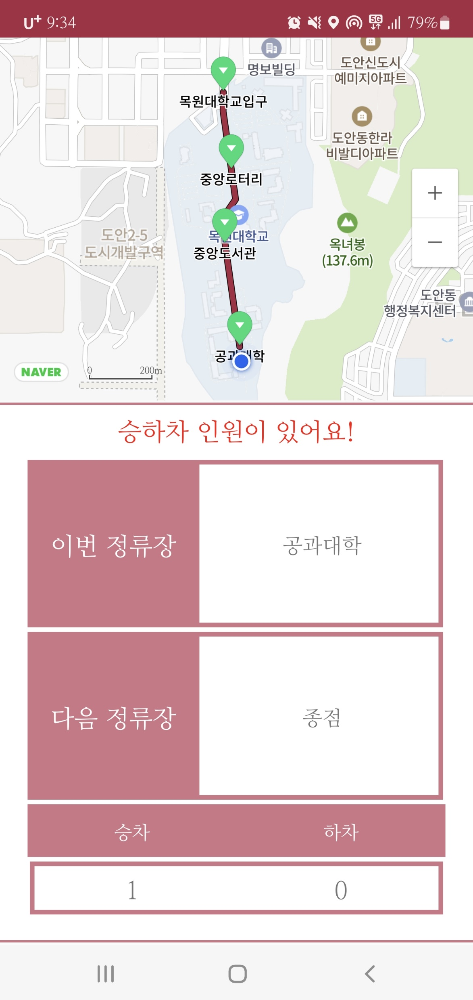 U+ 9:34
5G 79%
명보빌딩
도안신도시
예미지아파트
목원대학교입구
도안동한라
비발디아파트
중앙로터리
+
도안2-5
도시개발구역
목원대학교
중앙도서관
옥녀봉
(137.6m)
−
도안동
행정복지센터
공과대학
NAVER
0 200m
승하차 인원이 있어요!
이번 정류장
공과대학
다음 정류장
종점
승차 하차
1 0